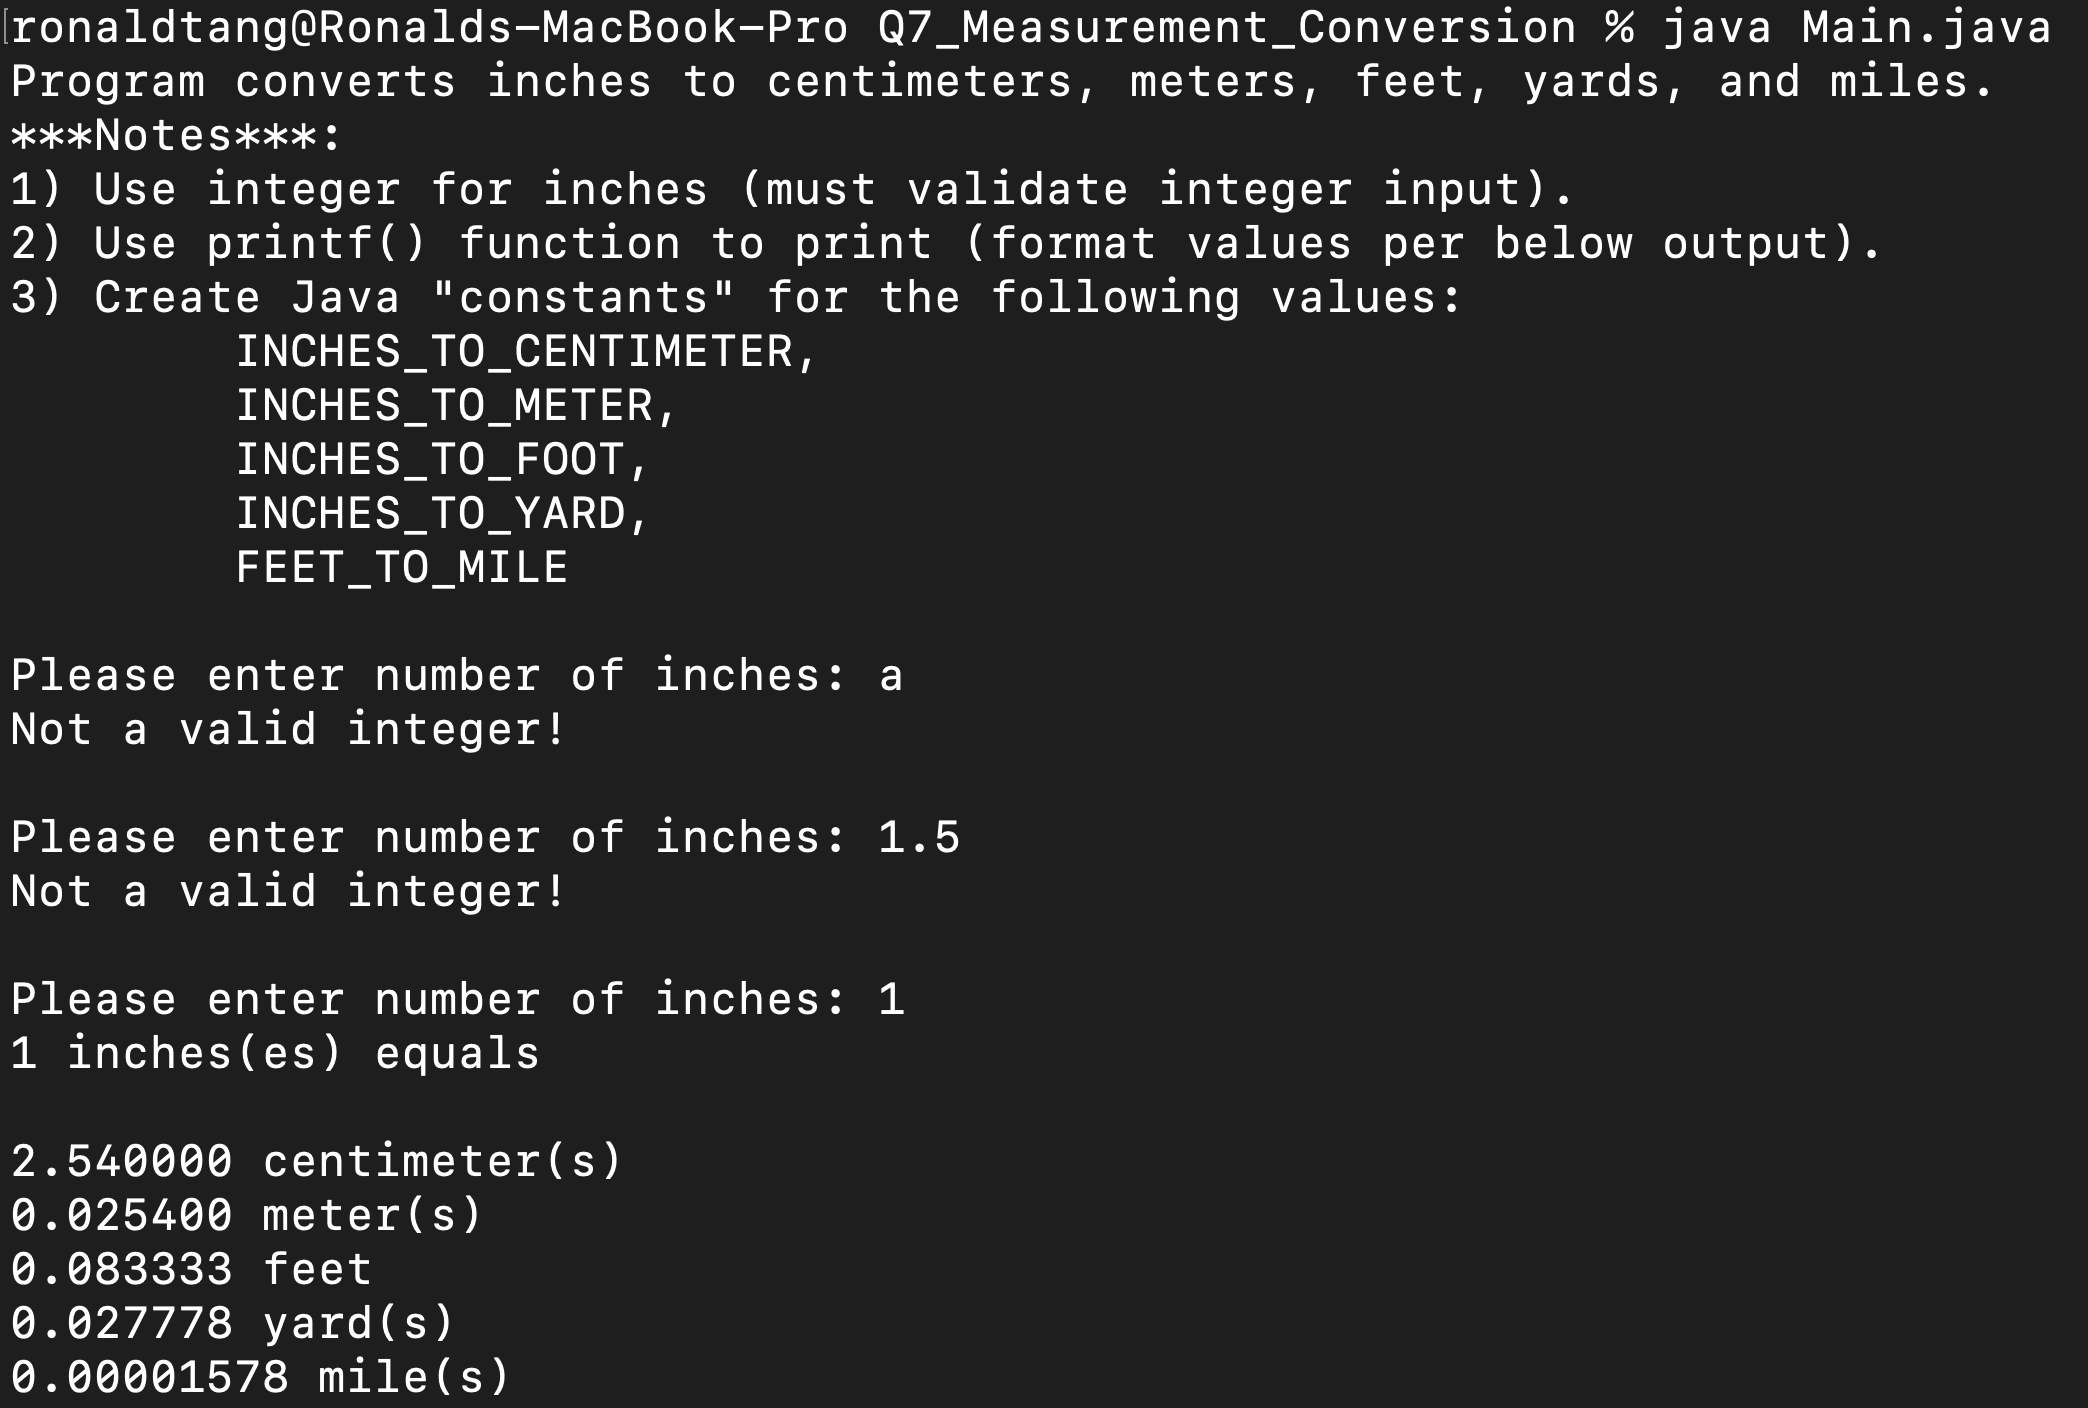 ronaldtang@Ronalds-MacBook-Pro Q7_Measurement_Conversion % java Main.java
Program converts inches to centimeters, meters, feet, yards, and miles.
***Notes***:
1) Use integer for inches (must validate integer input).
2) Use printf() function to print (format values per below output).
3) Create Java "constants" for the following values:
INCHES_TO_CENTIMETER,
INCHES_TO_METER,
INCHES_TO_FOOT,
INCHES_TO_YARD,
FEET_TO_MILE
Please enter number of inches: a
Not a valid integer!
Please enter number of inches: 1.5
Not a valid integer!
Please enter number of inches: 1
1 inches(es) equals
2.540000 centimeter(s)
0.025400 meter(s)
0.083333 feet
0.027778 yard(s)
0.00001578 mile(s)